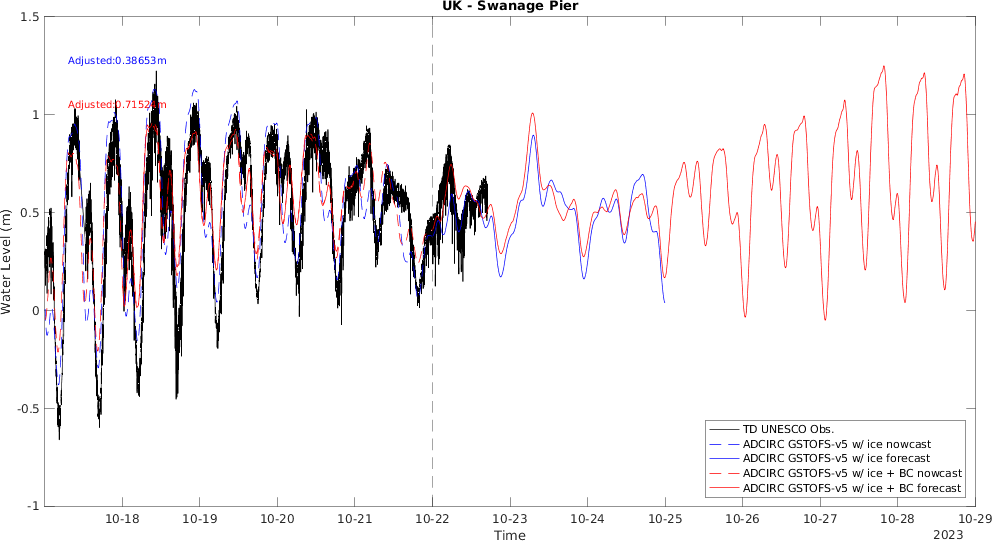 UK - Swanage Pier
Adjusted:0.38653m
Adjusted:0.71529m
Water Level (m)
1.5
1
0.5
0
-0.5
-1
10-18
10-19
10-20
10-21
10-22
10-23
10-24
10-25
10-26
10-27
10-28
10-29
Time
2023
TD UNESCO Obs.
ADCIRC GSTOFS-v5 w/ ice nowcast
ADCIRC GSTOFS-v5 w/ ice forecast
ADCIRC GSTOFS-v5 w/ ice + BC nowcast
ADCIRC GSTOFS-v5 w/ ice + BC forecast